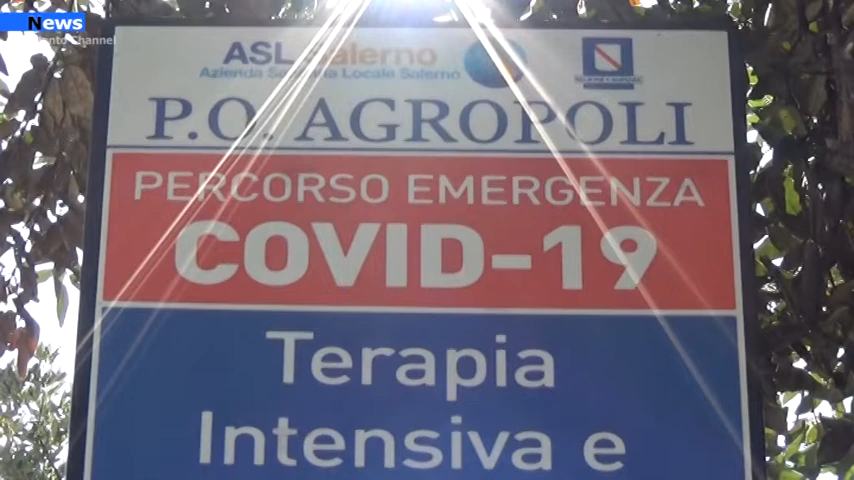 News
ASL Salerno
Azienda Sanitaria Locale Salerno
P.O. AGROPOLI
PERCORSO EMERGENZA
COVID-19
Terapia
Intensiva e